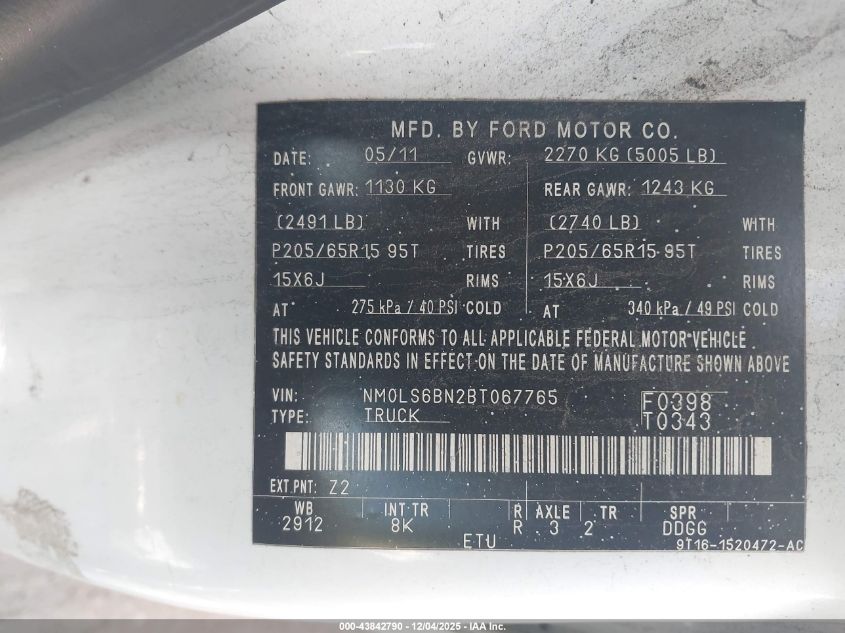 MFD. BY FORD MOTOR CO.
DATE: 05/11 GVWR: 2270 KG (5005 LB)
FRONT GAWR: 1130 KG REAR GAWR: 1243 KG
(2491 LB) WITH (2740 LB) WITH
P205/65R15 95T TIRES P205/65R15 95T TIRES
15X6J RIMS 15X6J RIMS
AT 275 kPa / 40 PSI COLD AT 340 kPa / 49 PSI COLD
THIS VEHICLE CONFORMS TO ALL APPLICABLE FEDERAL MOTOR VEHICLE
SAFETY STANDARDS IN EFFECT ON THE DATE OF MANUFACTURE SHOWN ABOVE
VIN: NM0LS6BN2BT067765 F0398
TYPE: TRUCK T0343
EXT PNT: Z2
WB INT TR R AXLE TR SPR
2912 8K R 3 2 DDGG
ETU 9T16-1520472-AC
000-43842790 - 12/04/2025 - IAA Inc.